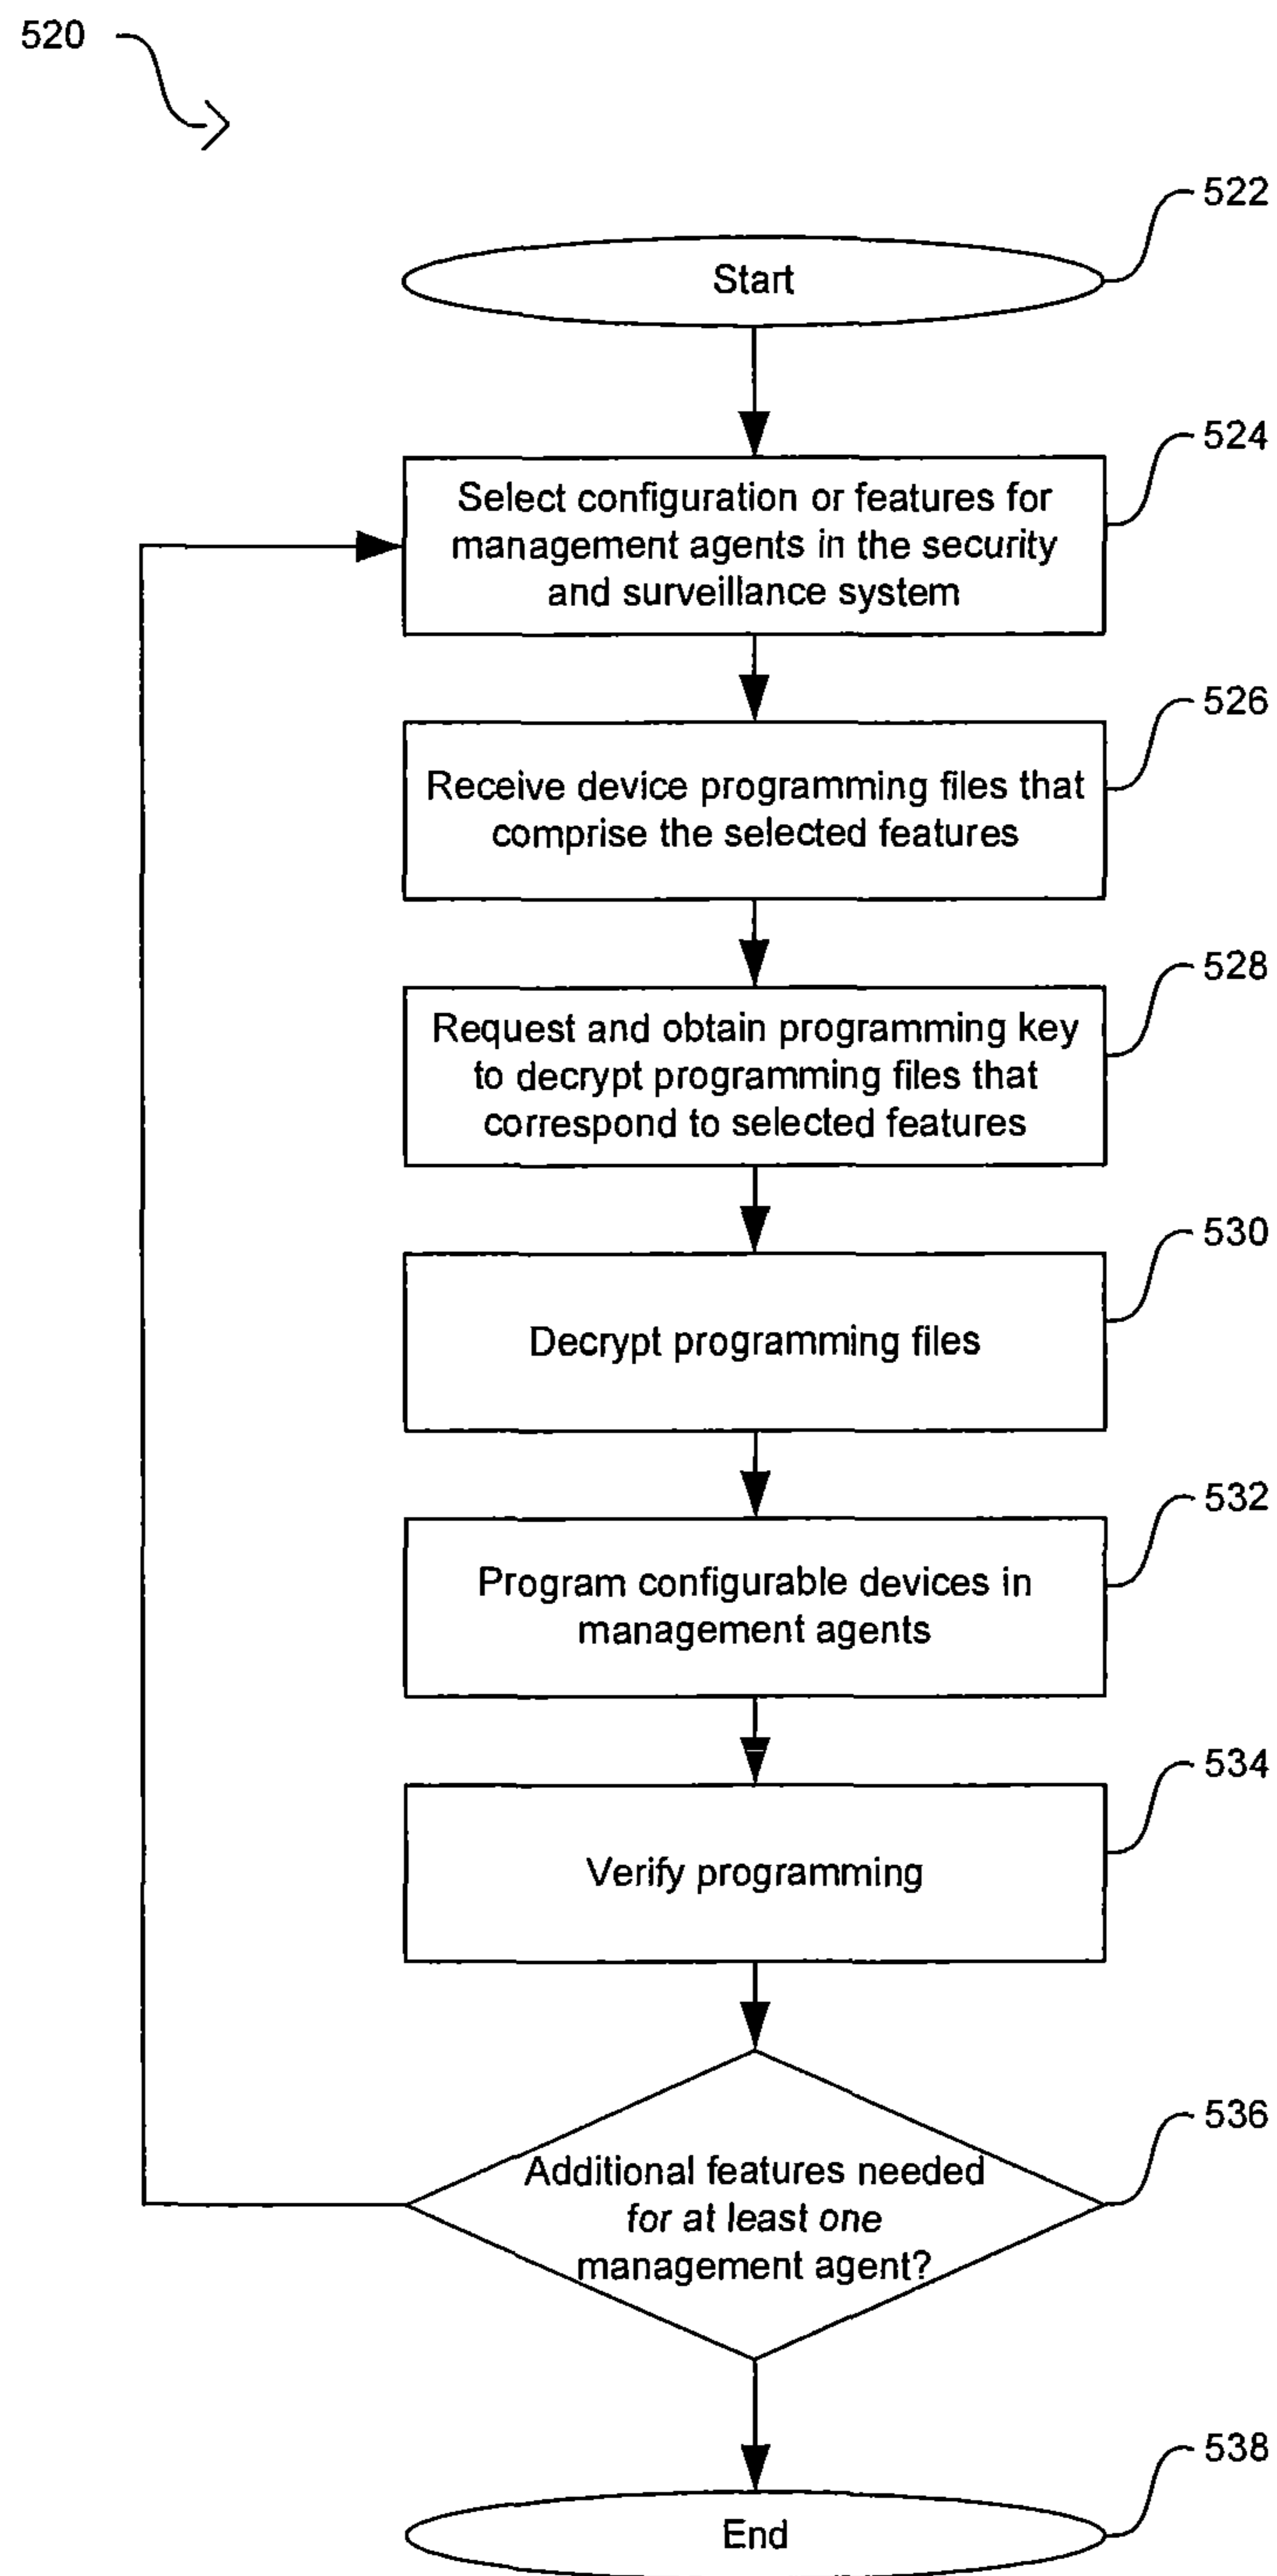 520
522
Start
524
Select configuration or features for
management agents in the security
and surveillance system
526
Receive device programming files that
comprise the selected features
528
Request and obtain programming key
to decrypt programming files that
correspond to selected features
530
Decrypt programming files
532
Program configurable devices in
management agents
534
Verify programming
536
Additional features needed
for at least one
management agent?
538
End